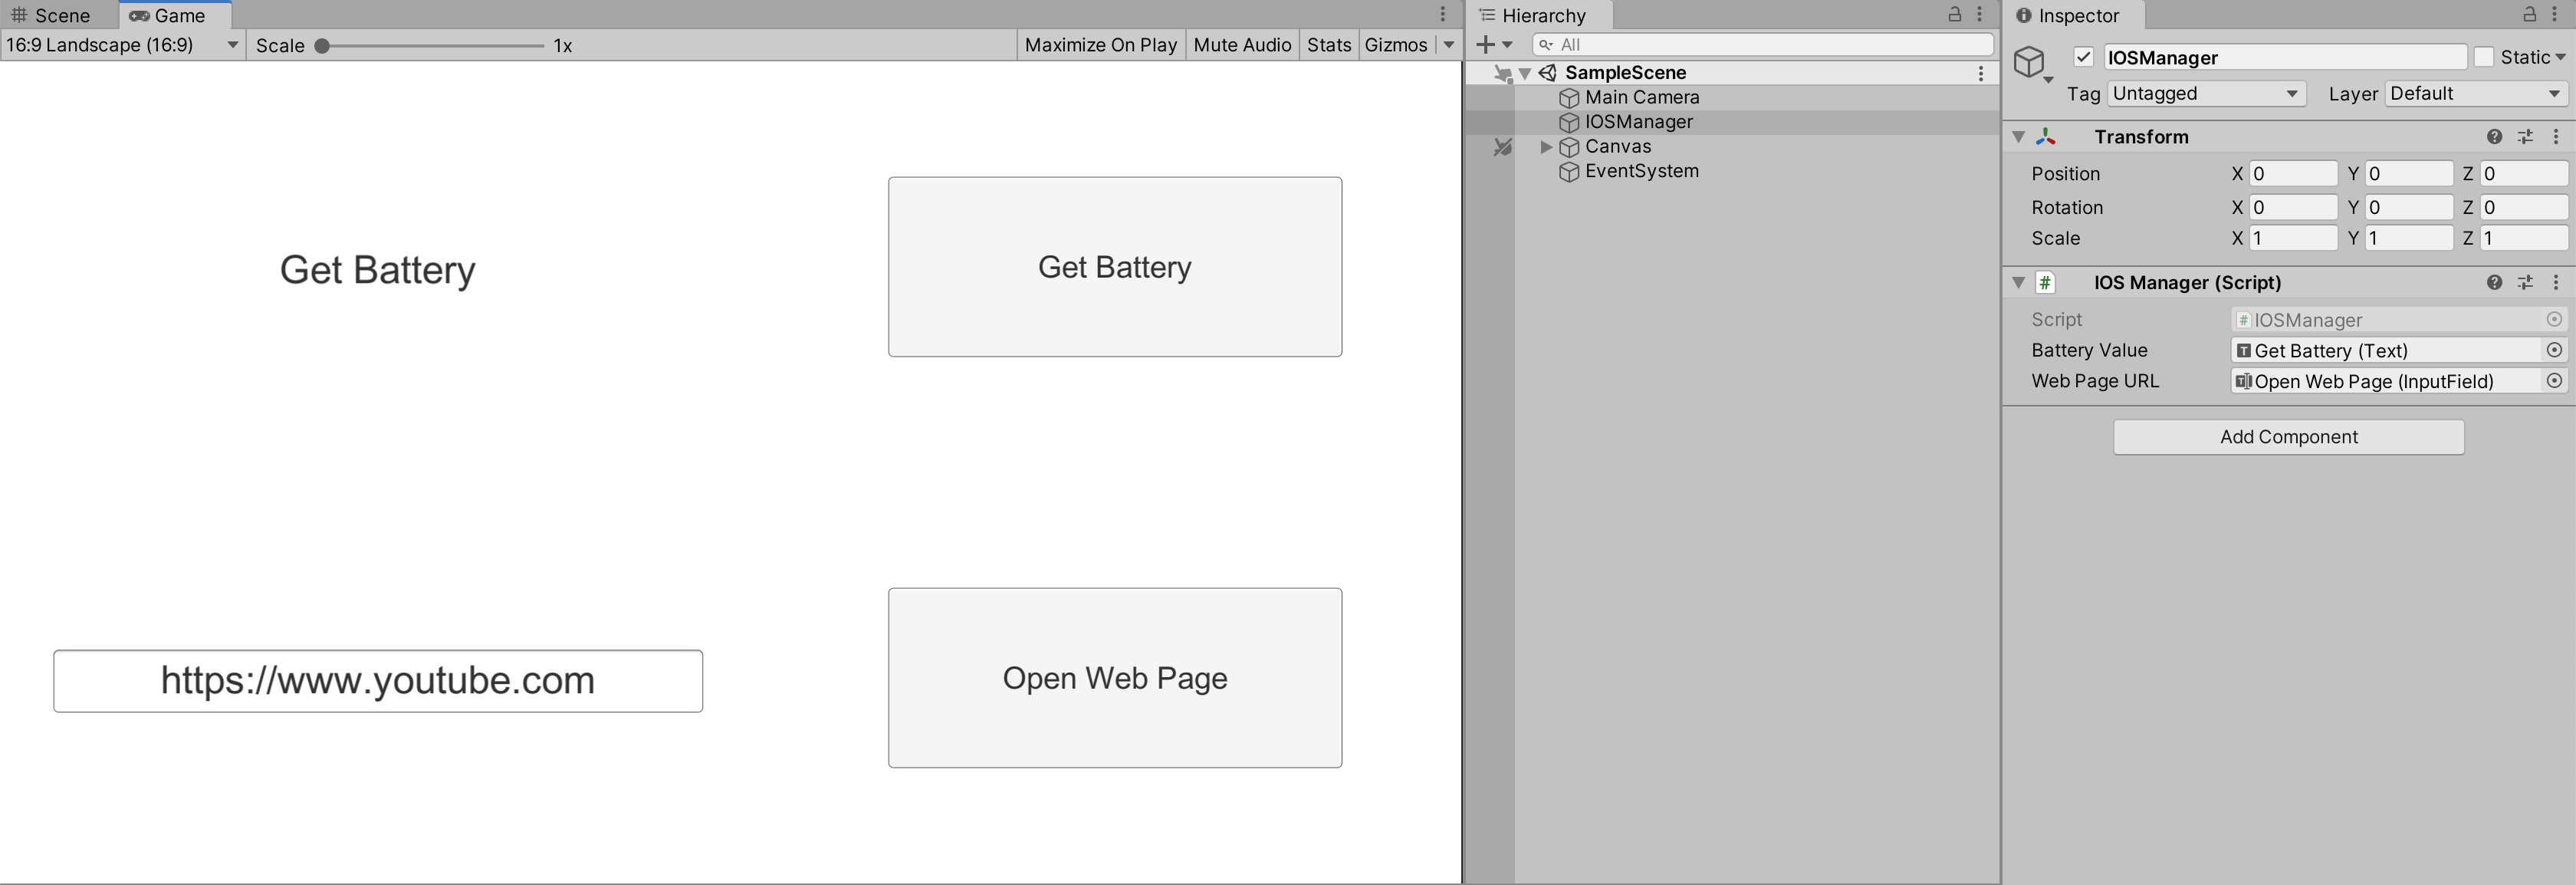 Scene
Game
16:9 Landscape (16:9)
Scale
1x
Maximize On Play
Mute Audio
Stats
Gizmos
Get Battery
Get Battery
https://www.youtube.com
Open Web Page
Hierarchy
All
SampleScene
Main Camera
IOSManager
Canvas
EventSystem
Inspector
IOSManager
Static
Tag Untagged
Layer Default
Transform
Position X 0 Y 0 Z 0
Rotation X 0 Y 0 Z 0
Scale X 1 Y 1 Z 1
# IOS Manager (Script)
Script # IOSManager
Battery Value T Get Battery (Text)
Web Page URL T Open Web Page (InputField)
Add Component